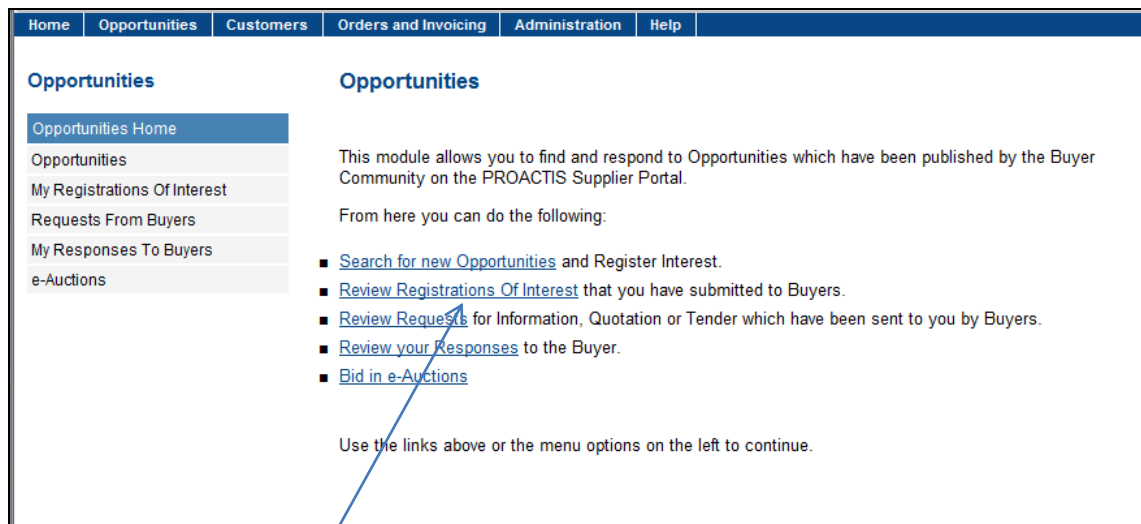 Home Opportunities Customers Orders and Invoicing Administration Help
Opportunities
Opportunities Home
Opportunities
My Registrations Of Interest
Requests From Buyers
My Responses To Buyers
e-Auctions
Opportunities
This module allows you to find and respond to Opportunities which have been published by the Buyer
Community on the PROACTIS Supplier Portal.
From here you can do the following:
Search for new Opportunities and Register Interest.
Review Registrations Of Interest that you have submitted to Buyers.
Review Requests for Information, Quotation or Tender which have been sent to you by Buyers.
Review your Responses to the Buyer.
Bid in e-Auctions
Use the links above or the menu options on the left to continue.